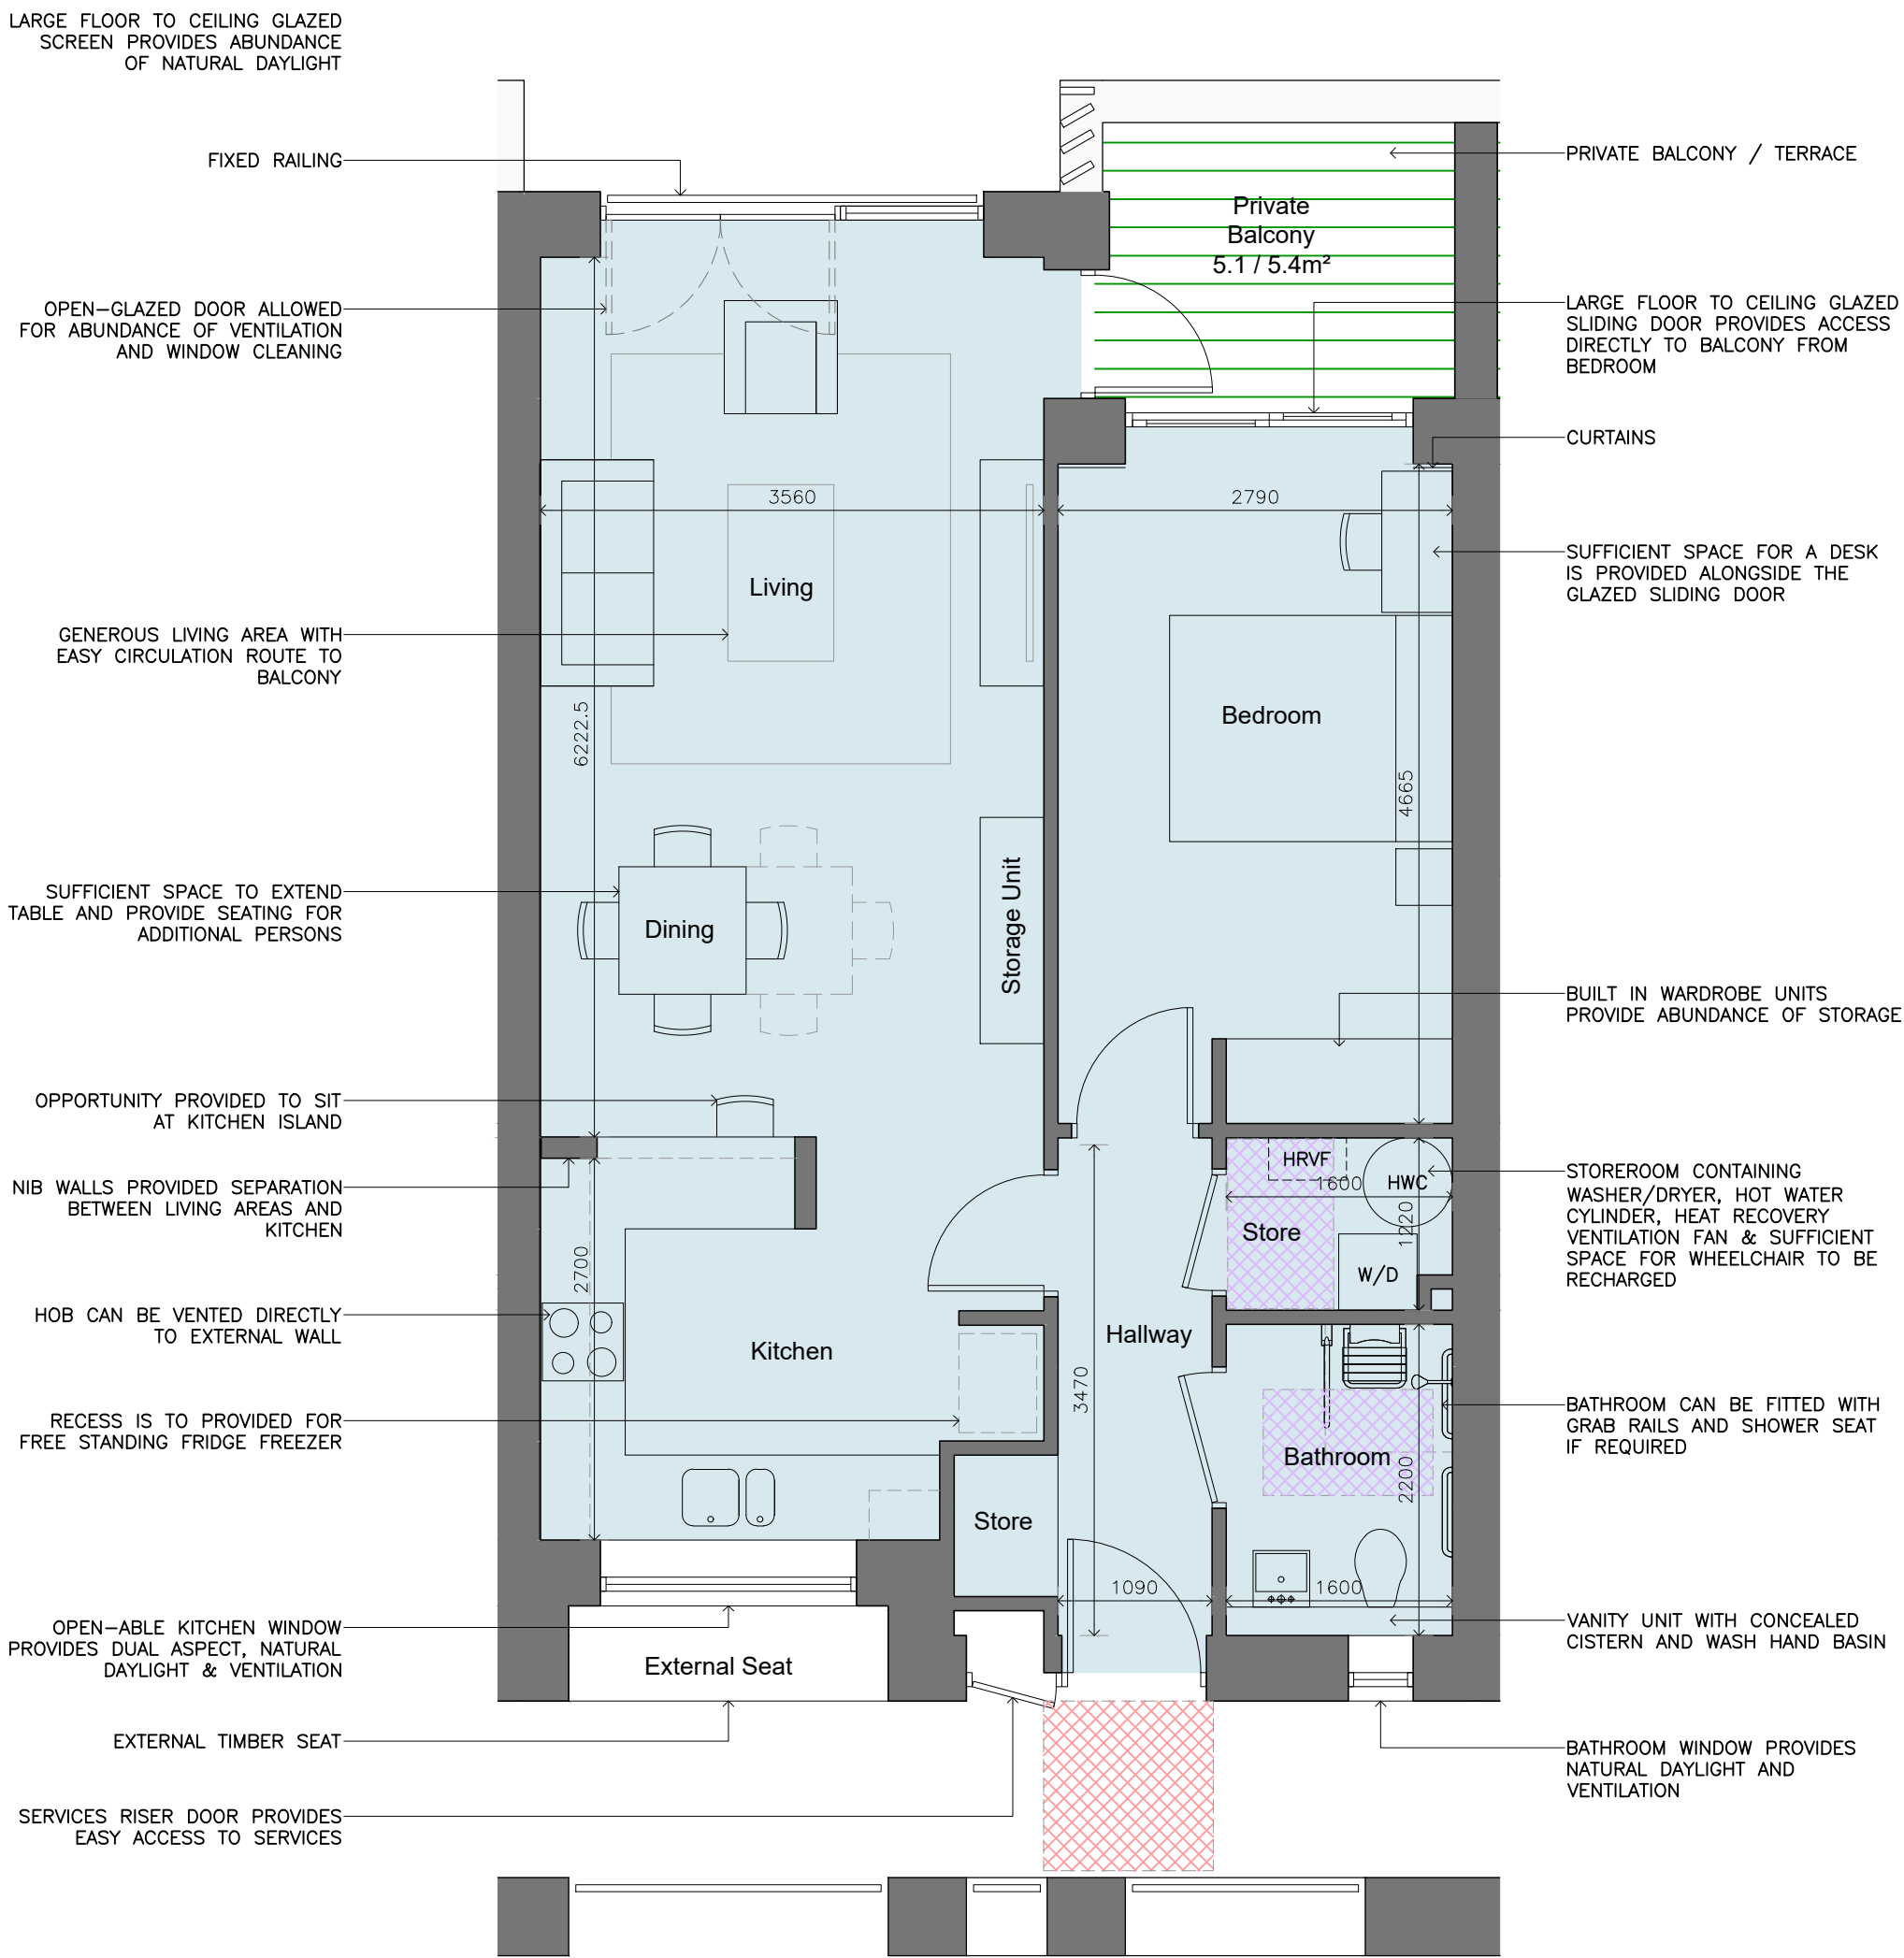 LARGE FLOOR TO CEILING GLAZED
SCREEN PROVIDES ABUNDANCE
OF NATURAL DAYLIGHT
FIXED RAILING
OPEN-GLAZED DOOR ALLOWED
FOR ABUNDANCE OF VENTILATION
AND WINDOW CLEANING
GENEROUS LIVING AREA WITH
EASY CIRCULATION ROUTE TO
BALCONY
SUFFICIENT SPACE TO EXTEND
TABLE AND PROVIDE SEATING FOR
ADDITIONAL PERSONS
OPPORTUNITY PROVIDED TO SIT
AT KITCHEN ISLAND
NIB WALLS PROVIDED SEPARATION
BETWEEN LIVING AREAS AND
KITCHEN
HOB CAN BE VENTED DIRECTLY
TO EXTERNAL WALL
RECESS IS TO PROVIDED FOR
FREE STANDING FRIDGE FREEZER
OPEN-ABLE KITCHEN WINDOW
PROVIDES DUAL ASPECT, NATURAL
DAYLIGHT & VENTILATION
EXTERNAL TIMBER SEAT
SERVICES RISER DOOR PROVIDES
EASY ACCESS TO SERVICES
Private
Balcony
5.1 / 5.4m²
3560
2790
Living
6222.5
Bedroom
4665
Dining
Storage Unit
HRVF
1600
HWC
Store
1220
W/D
2700
Kitchen
Hallway
3470
Bathroom
2200
Store
1090
1600
External Seat
PRIVATE BALCONY / TERRACE
LARGE FLOOR TO CEILING GLAZED
SLIDING DOOR PROVIDES ACCESS
DIRECTLY TO BALCONY FROM
BEDROOM
CURTAINS
SUFFICIENT SPACE FOR A DESK
IS PROVIDED ALONGSIDE THE
GLAZED SLIDING DOOR
BUILT IN WARDROBE UNITS
PROVIDE ABUNDANCE OF STORAGE
STOREROOM CONTAINING
WASHER/DRYER, HOT WATER
CYLINDER, HEAT RECOVERY
VENTILATION FAN & SUFFICIENT
SPACE FOR WHEELCHAIR TO BE
RECHARGED
BATHROOM CAN BE FITTED WITH
GRAB RAILS AND SHOWER SEAT
IF REQUIRED
VANITY UNIT WITH CONCEALED
CISTERN AND WASH HAND BASIN
BATHROOM WINDOW PROVIDES
NATURAL DAYLIGHT AND
VENTILATION